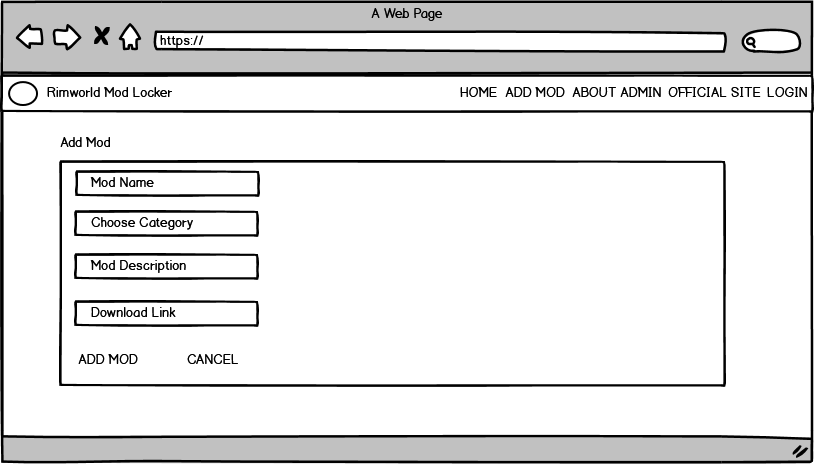 A Web Page
https://
Rimworld Mod Locker HOME ADD MOD ABOUT ADMIN OFFICIAL SITE LOGIN
Add Mod
Mod Name
Choose Category
Mod Description
Download Link
ADD MOD CANCEL